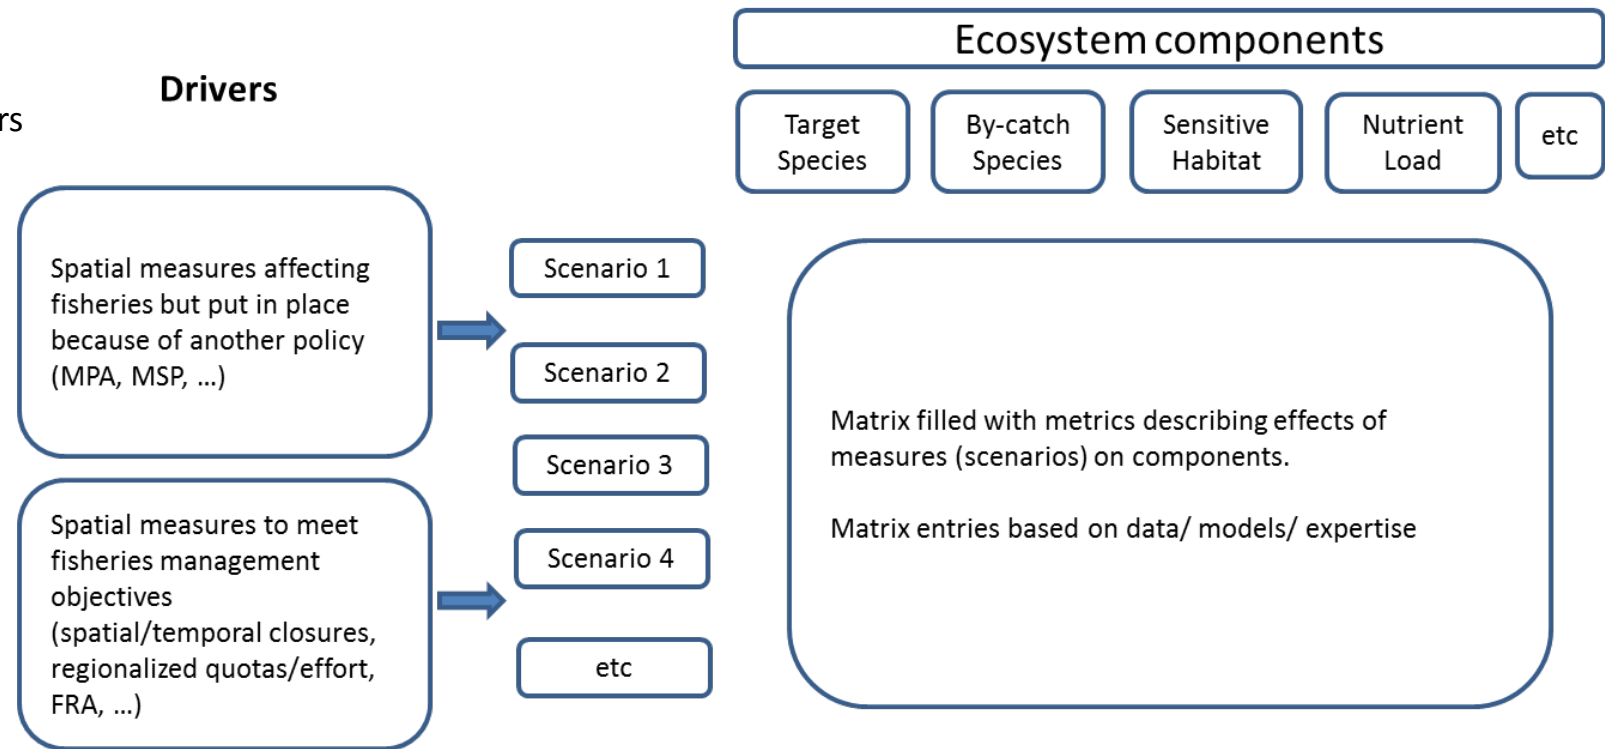 Ecosystem components
Drivers
rs
Target
Species
By-catch
Species
Sensitive
Habitat
Nutrient
Load
etc
Spatial measures affecting
fisheries but put in place
because of another policy
(MPA, MSP, ...)
Spatial measures to meet
fisheries management
objectives
(spatial/temporal closures,
regionalized quotas/effort,
FRA, ...)
Scenario 1
Scenario 2
Scenario 3
Scenario 4
etc
Matrix filled with metrics describing effects of
measures (scenarios) on components.
Matrix entries based on data/ models/ expertise